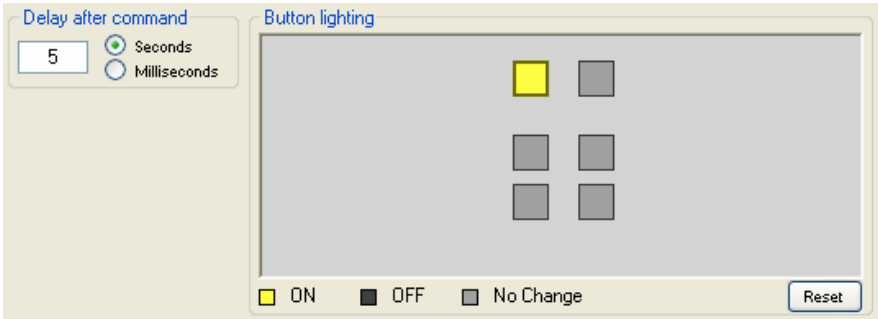 Delay after command
5
Seconds
Milliseconds
Button lighting
ON OFF No Change
Reset